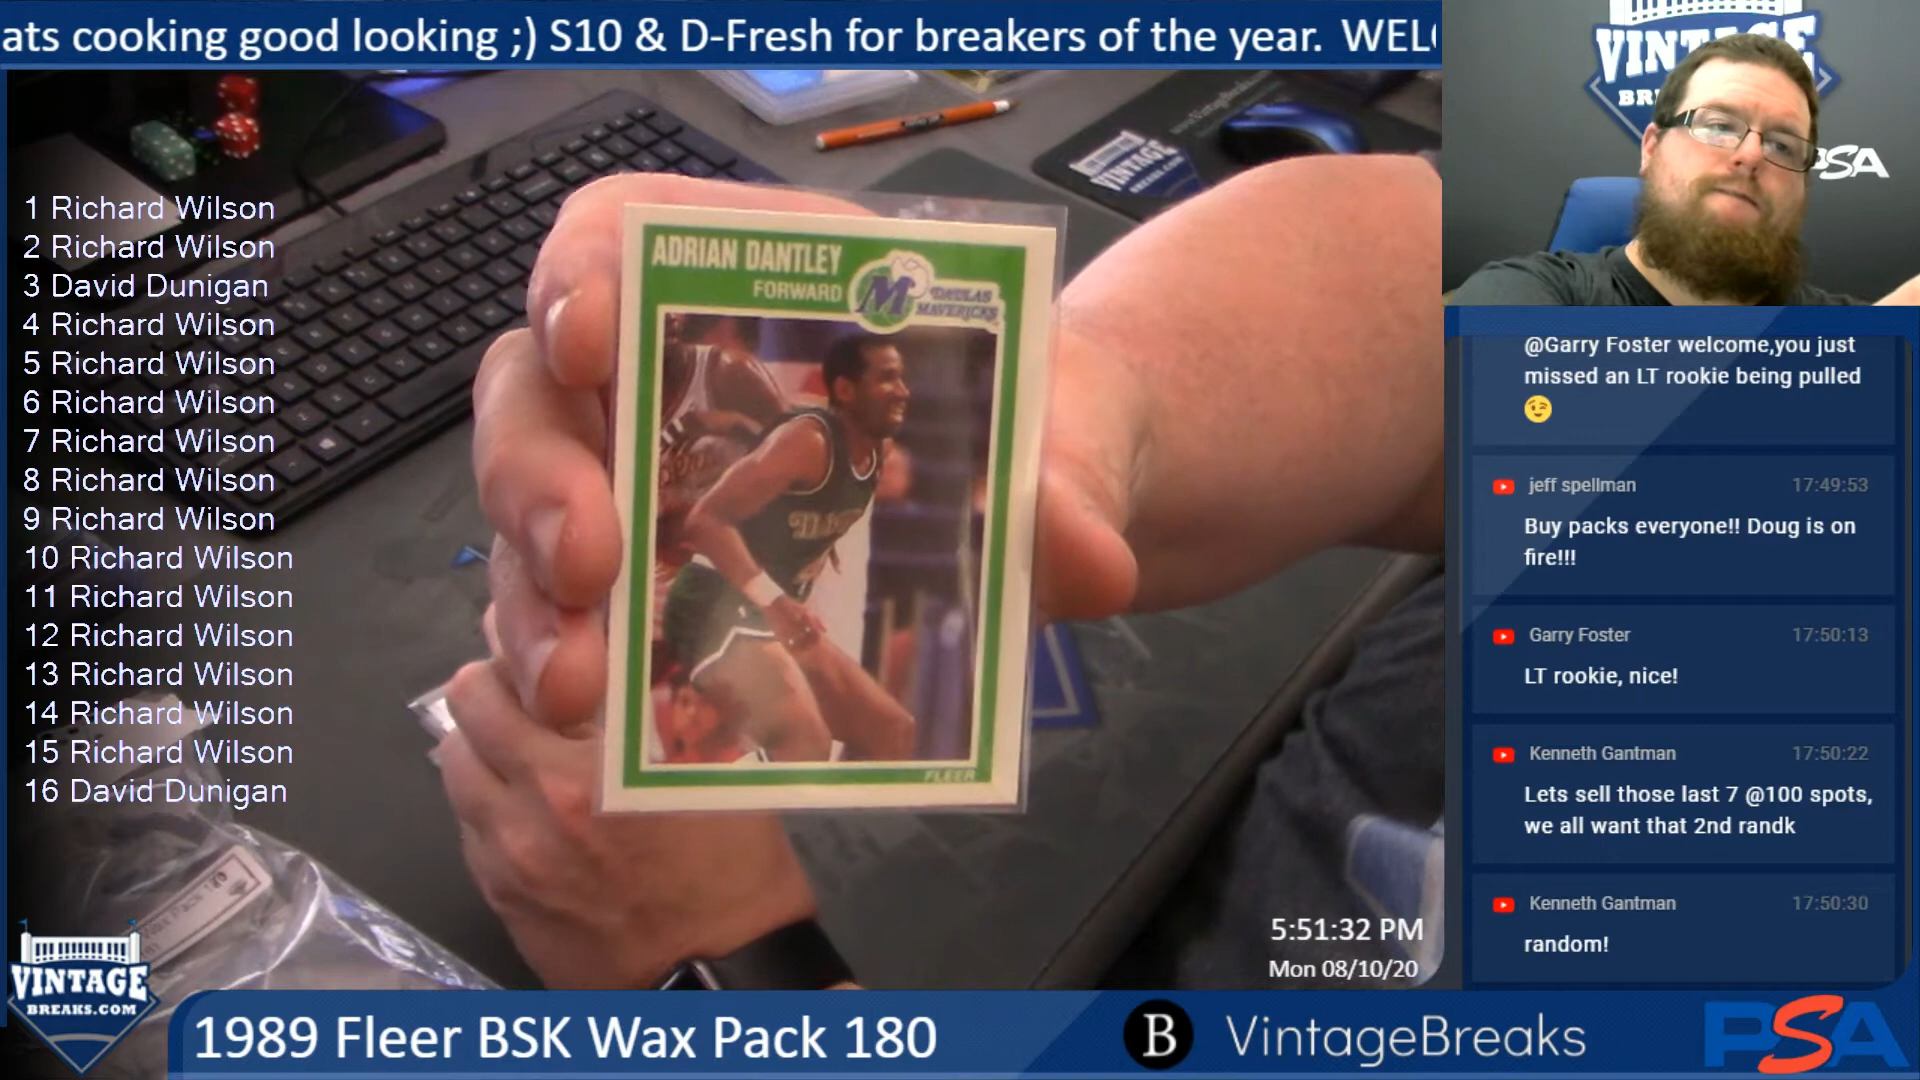 ats cooking good looking ;) S10 & D-Fresh for breakers of the year. WEL
VINTAGE
BR
PSA
1 Richard Wilson
2 Richard Wilson
3 David Dunigan
4 Richard Wilson
5 Richard Wilson
6 Richard Wilson
7 Richard Wilson
8 Richard Wilson
9 Richard Wilson
10 Richard Wilson
11 Richard Wilson
12 Richard Wilson
13 Richard Wilson
14 Richard Wilson
15 Richard Wilson
16 David Dunigan
VINTAGE
BREAKS.COM
ADRIAN DANTLEY
FORWARD
M
DALLAS
MAVERICKS
FLEER
@Garry Foster welcome,you just
missed an LT rookie being pulled
jeff spellman 17:49:53
Buy packs everyone!! Doug is on
fire!!!
Garry Foster 17:50:13
LT rookie, nice!
Kenneth Gantman 17:50:22
Lets sell those last 7 @100 spots,
we all want that 2nd randk
Kenneth Gantman 17:50:30
random!
5:51:32 PM
Mon 08/10/20
VINTAGE
BREAKS.COM
1989 Fleer BSK Wax Pack 180
B VintageBreaks
PSA